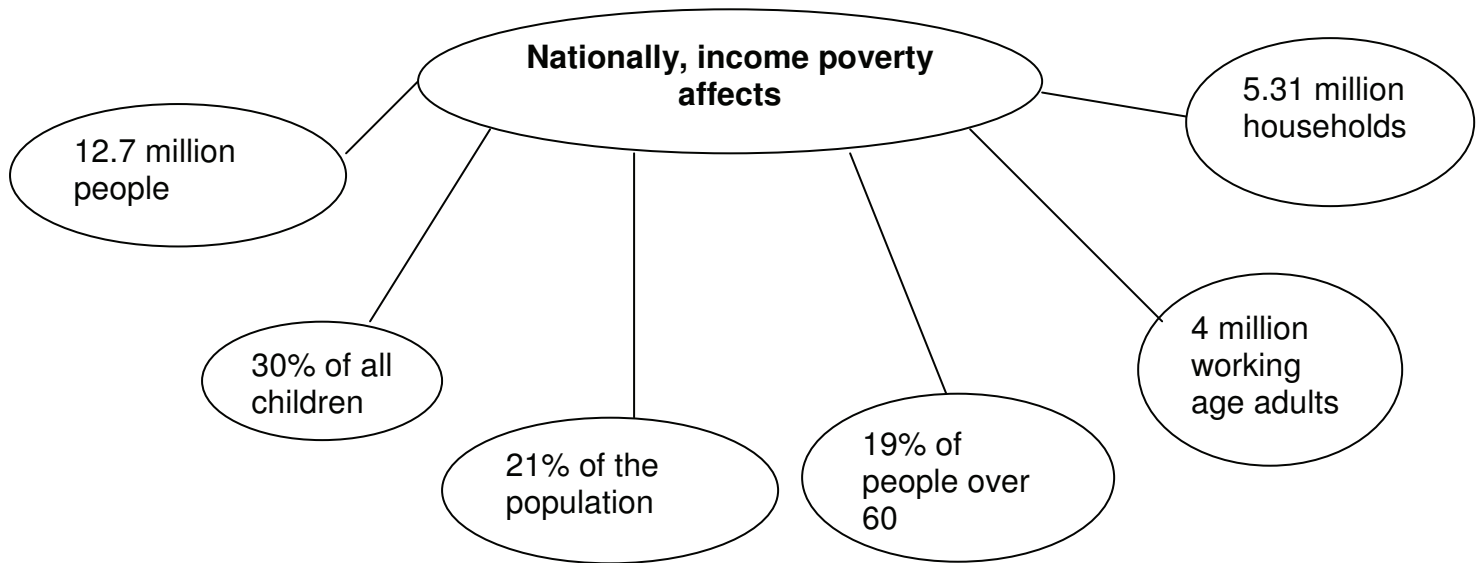 Nationally, income poverty
affects
12.7 million
people
30% of all
children
21% of the
population
19% of
people over
60
4 million
working
age adults
5.31 million
households